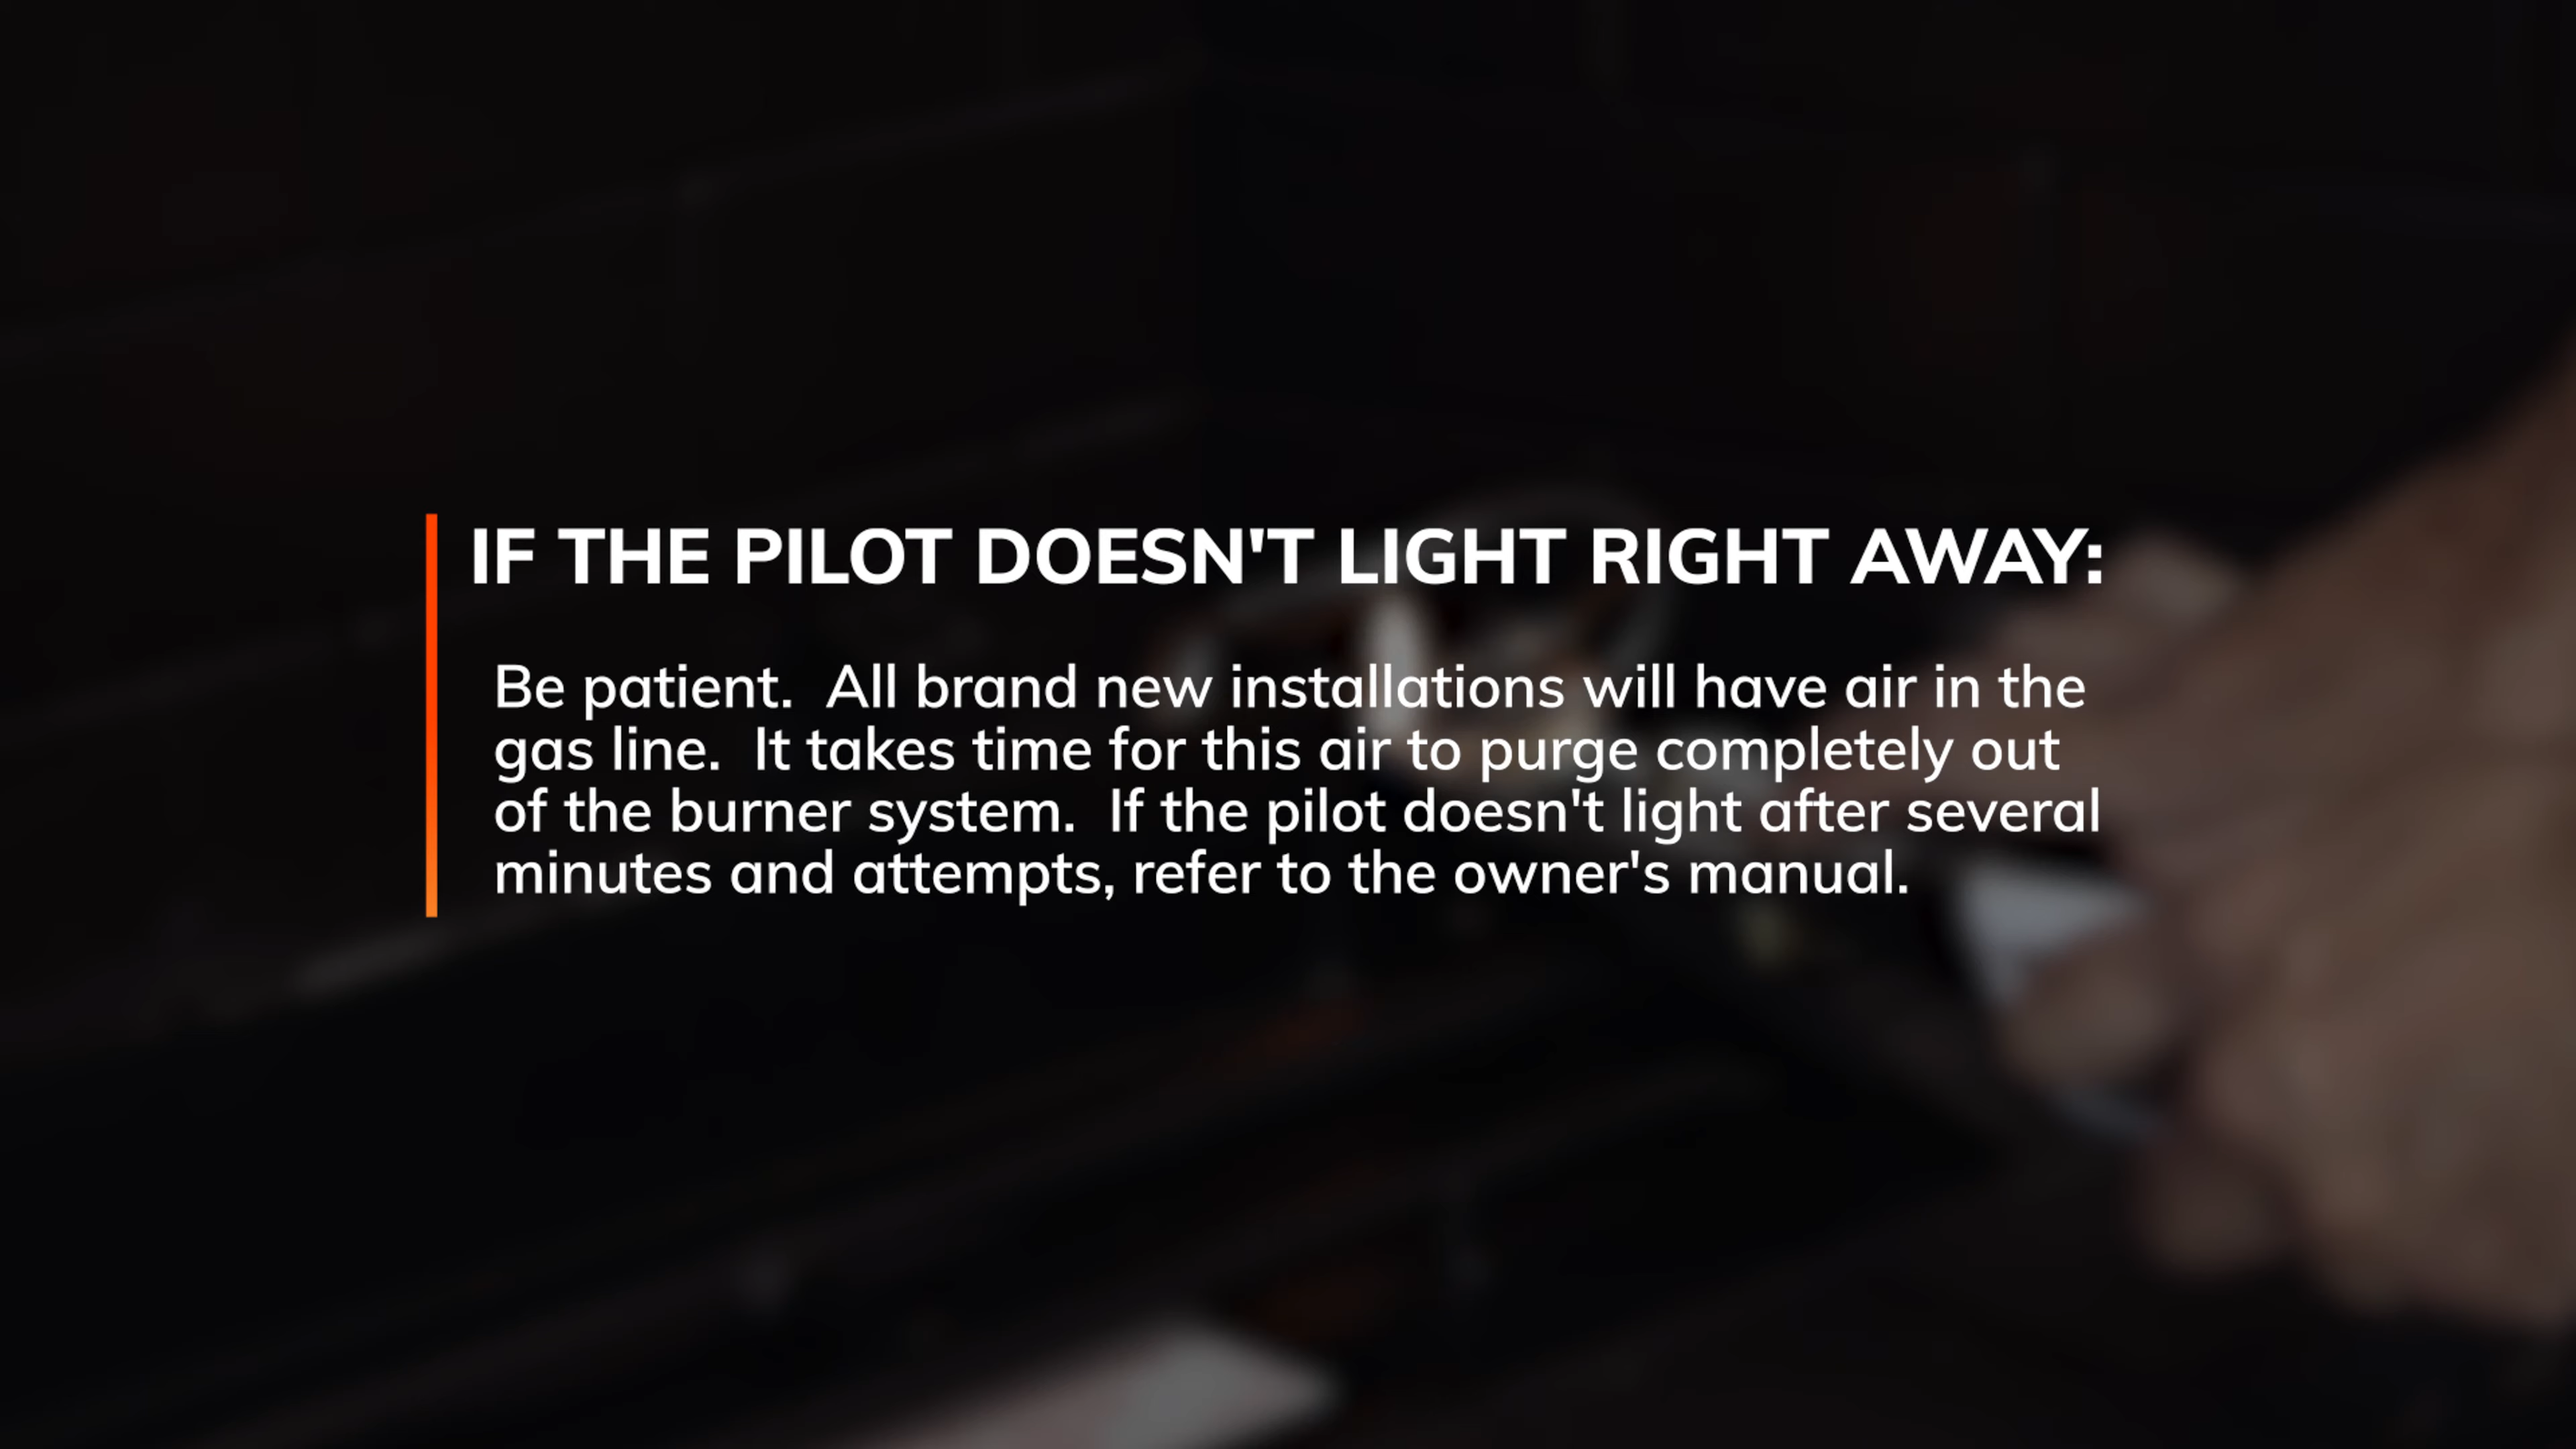 IF THE PILOT DOESN'T LIGHT RIGHT AWAY:
Be patient.  All brand new installations will have air in the
gas line.  It takes time for this air to purge completely out
of the burner system.  If the pilot doesn't light after several
minutes and attempts, refer to the owner's manual.